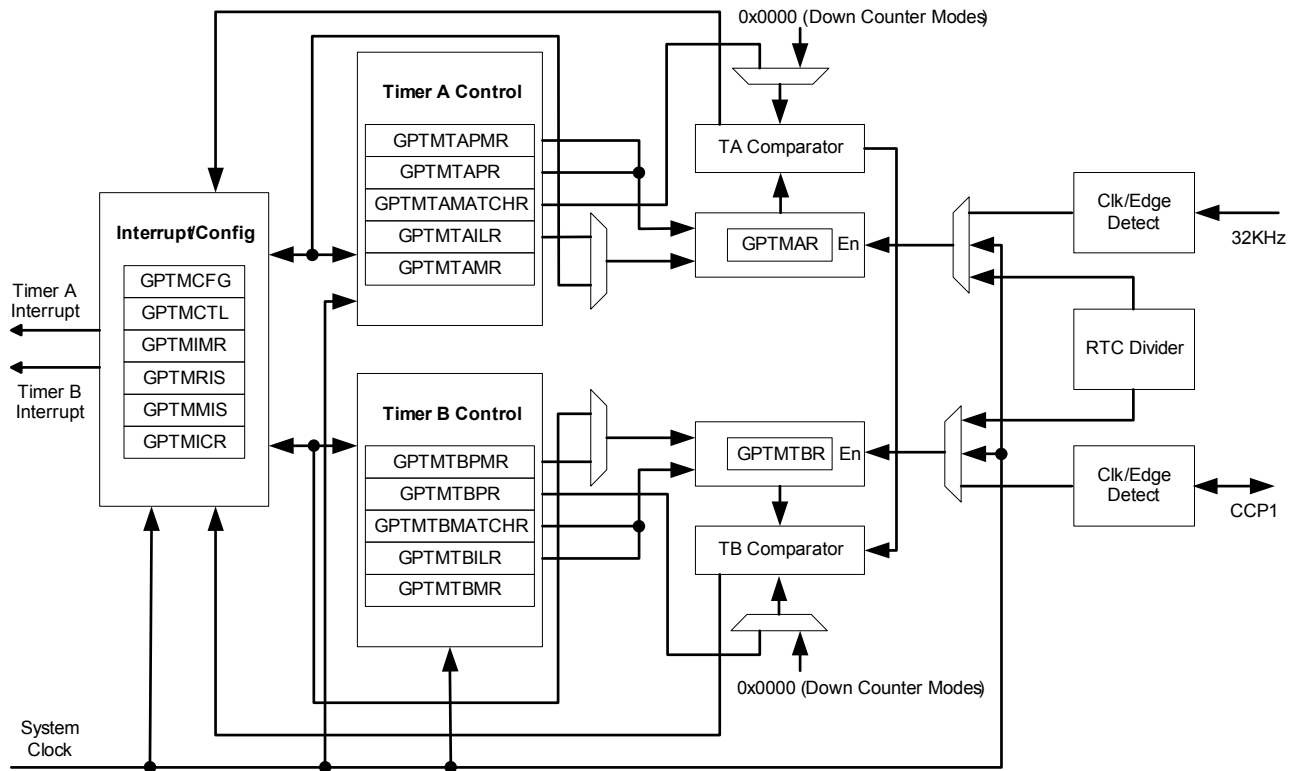 0x0000 (Down Counter Modes)
Timer A Control
GPTMTAPMR
GPTMTAPR
GPTMTAMATCHR
GPTMTAILR
GPTMTAMR
TA Comparator
GPTMAR
En
Clk/Edge
Detect
32KHz
Interrupt/Config
GPTMCFG
GPTMCTL
GPTMIMR
GPTMRIS
GPTMMIS
GPTMICR
Timer A
Interrupt
Timer B
Interrupt
RTC Divider
Timer B Control
GPTMTBPMR
GPTMTBPR
GPTMTBMATCHR
GPTMTBILR
GPTMTBMR
GPTMTBR
En
TB Comparator
Clk/Edge
Detect
CCP1
0x0000 (Down Counter Modes)
System
Clock